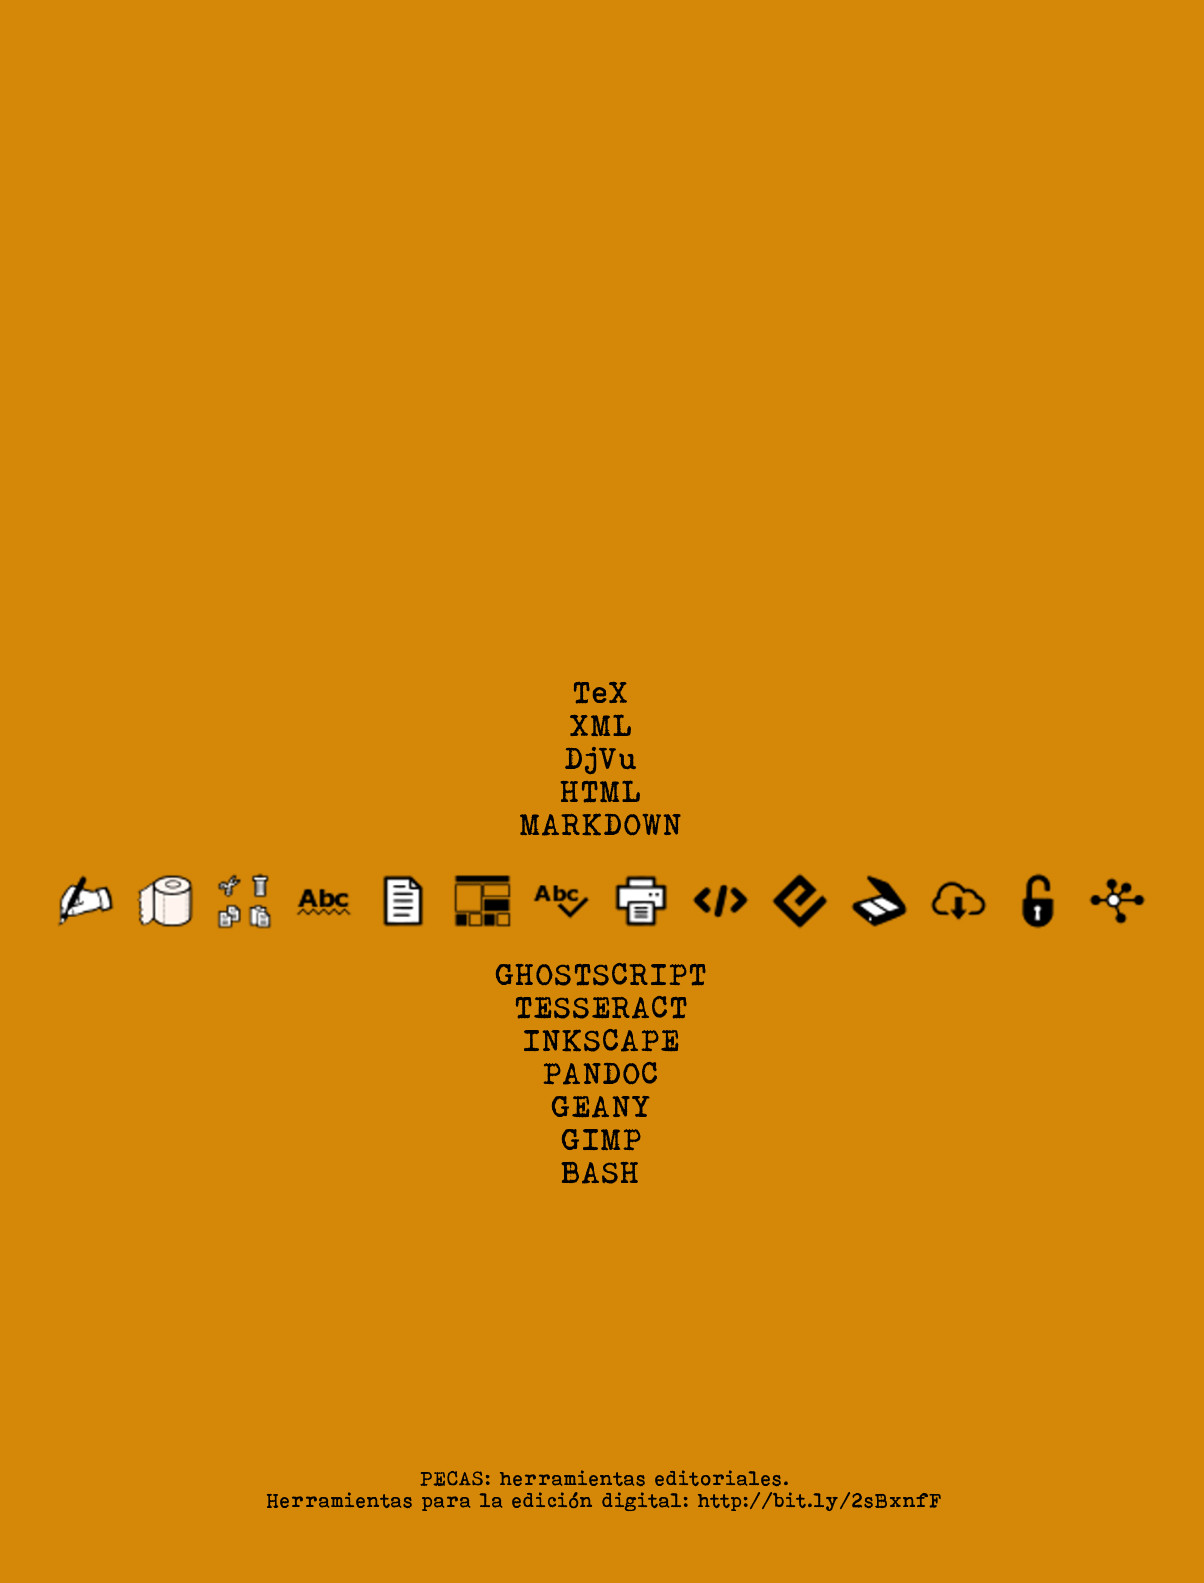 TeX
XML
DjVu
HTML
MARKDOWN
Abc
Abc
</>
GHOSTSCRIPT
TESSERACT
INKSCAPE
PANDOC
GEANY
GIMP
BASH
PECAS: herramientas editoriales.
Herramientas para la edición digital: http://bit.ly/2sBxnfF